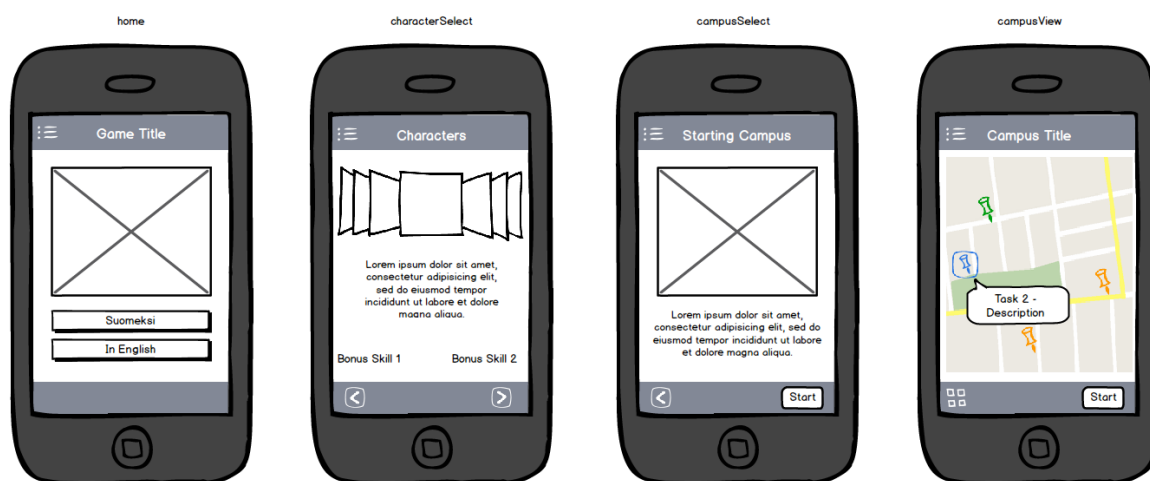 home
Game Title
Suomeksi
In English
characterSelect
Characters
Lorem ipsum dolor sit amet,
consectetur adipisicing elit,
sed do eiusmod tempor
incididunt ut labore et dolore
magna aliqua.
Bonus Skill 1
Bonus Skill 2
campusSelect
Starting Campus
Lorem ipsum dolor sit amet,
consectetur adipisicing elit, sed do
eiusmod tempor incididunt ut labore
et dolore magna aliqua.
Start
campusView
Campus Title
Task 2 -
Description
Start